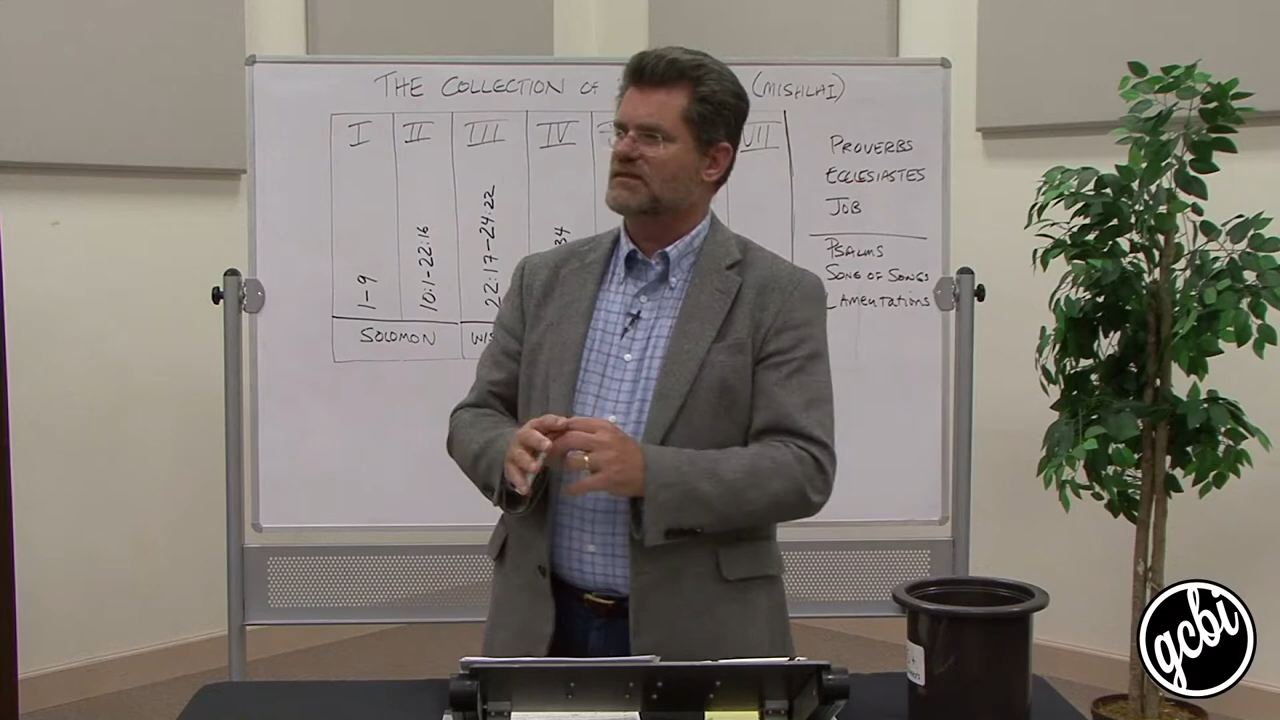 THE COLLECTION OF (MISHLAI)
I II III IV VII
1-9
10:1-22:16
22:17-24:22
34
SOLOMON
PROVERBS
ECCLESIASTES
JOB
PSALMS
SONG OF SONGS
LAMENTATIONS
gcbi